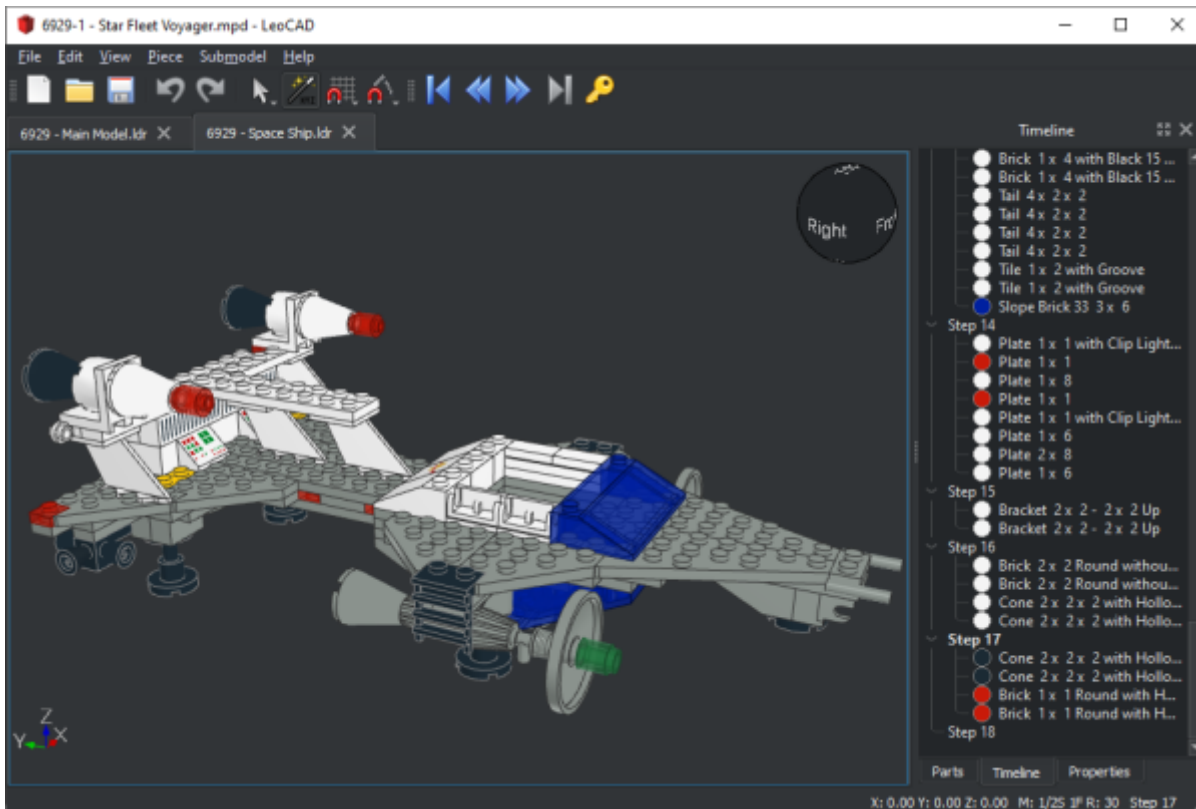 6929-1 - Star Fleet Voyager.mpd - LeoCAD
File Edit View Piece Submodel Help
6929 - Main Model.ldr
6929 - Space Ship.ldr
Timeline
Right
Brick 1 x 4 with Black 15 ...
Brick 1 x 4 with Black 15 ...
Tail 4 x 2 x 2
Tail 4 x 2 x 2
Tail 4 x 2 x 2
Tail 4 x 2 x 2
Tile 1 x 2 with Groove
Tile 1 x 2 with Groove
Slope Brick 33 3 x 6
Step 14
Plate 1 x 1 with Clip Light...
Plate 1 x 1
Plate 1 x 8
Plate 1 x 1
Plate 1 x 1 with Clip Light...
Plate 1 x 6
Plate 2 x 8
Plate 1 x 6
Step 15
Bracket 2 x 2 - 2 x 2 Up
Bracket 2 x 2 - 2 x 2 Up
Step 16
Brick 2 x 2 Round withou...
Brick 2 x 2 Round withou...
Cone 2 x 2 x 2 with Hollo...
Cone 2 x 2 x 2 with Hollo...
Step 17
Cone 2 x 2 x 2 with Hollo...
Cone 2 x 2 x 2 with Hollo...
Brick 1 x 1 Round with H...
Brick 1 x 1 Round with H...
Step 18
Z
Y X
Parts Timeline Properties
X: 0.00 Y: 0.00 Z: 0.00 M: 1/2S 1F R: 30 Step 17